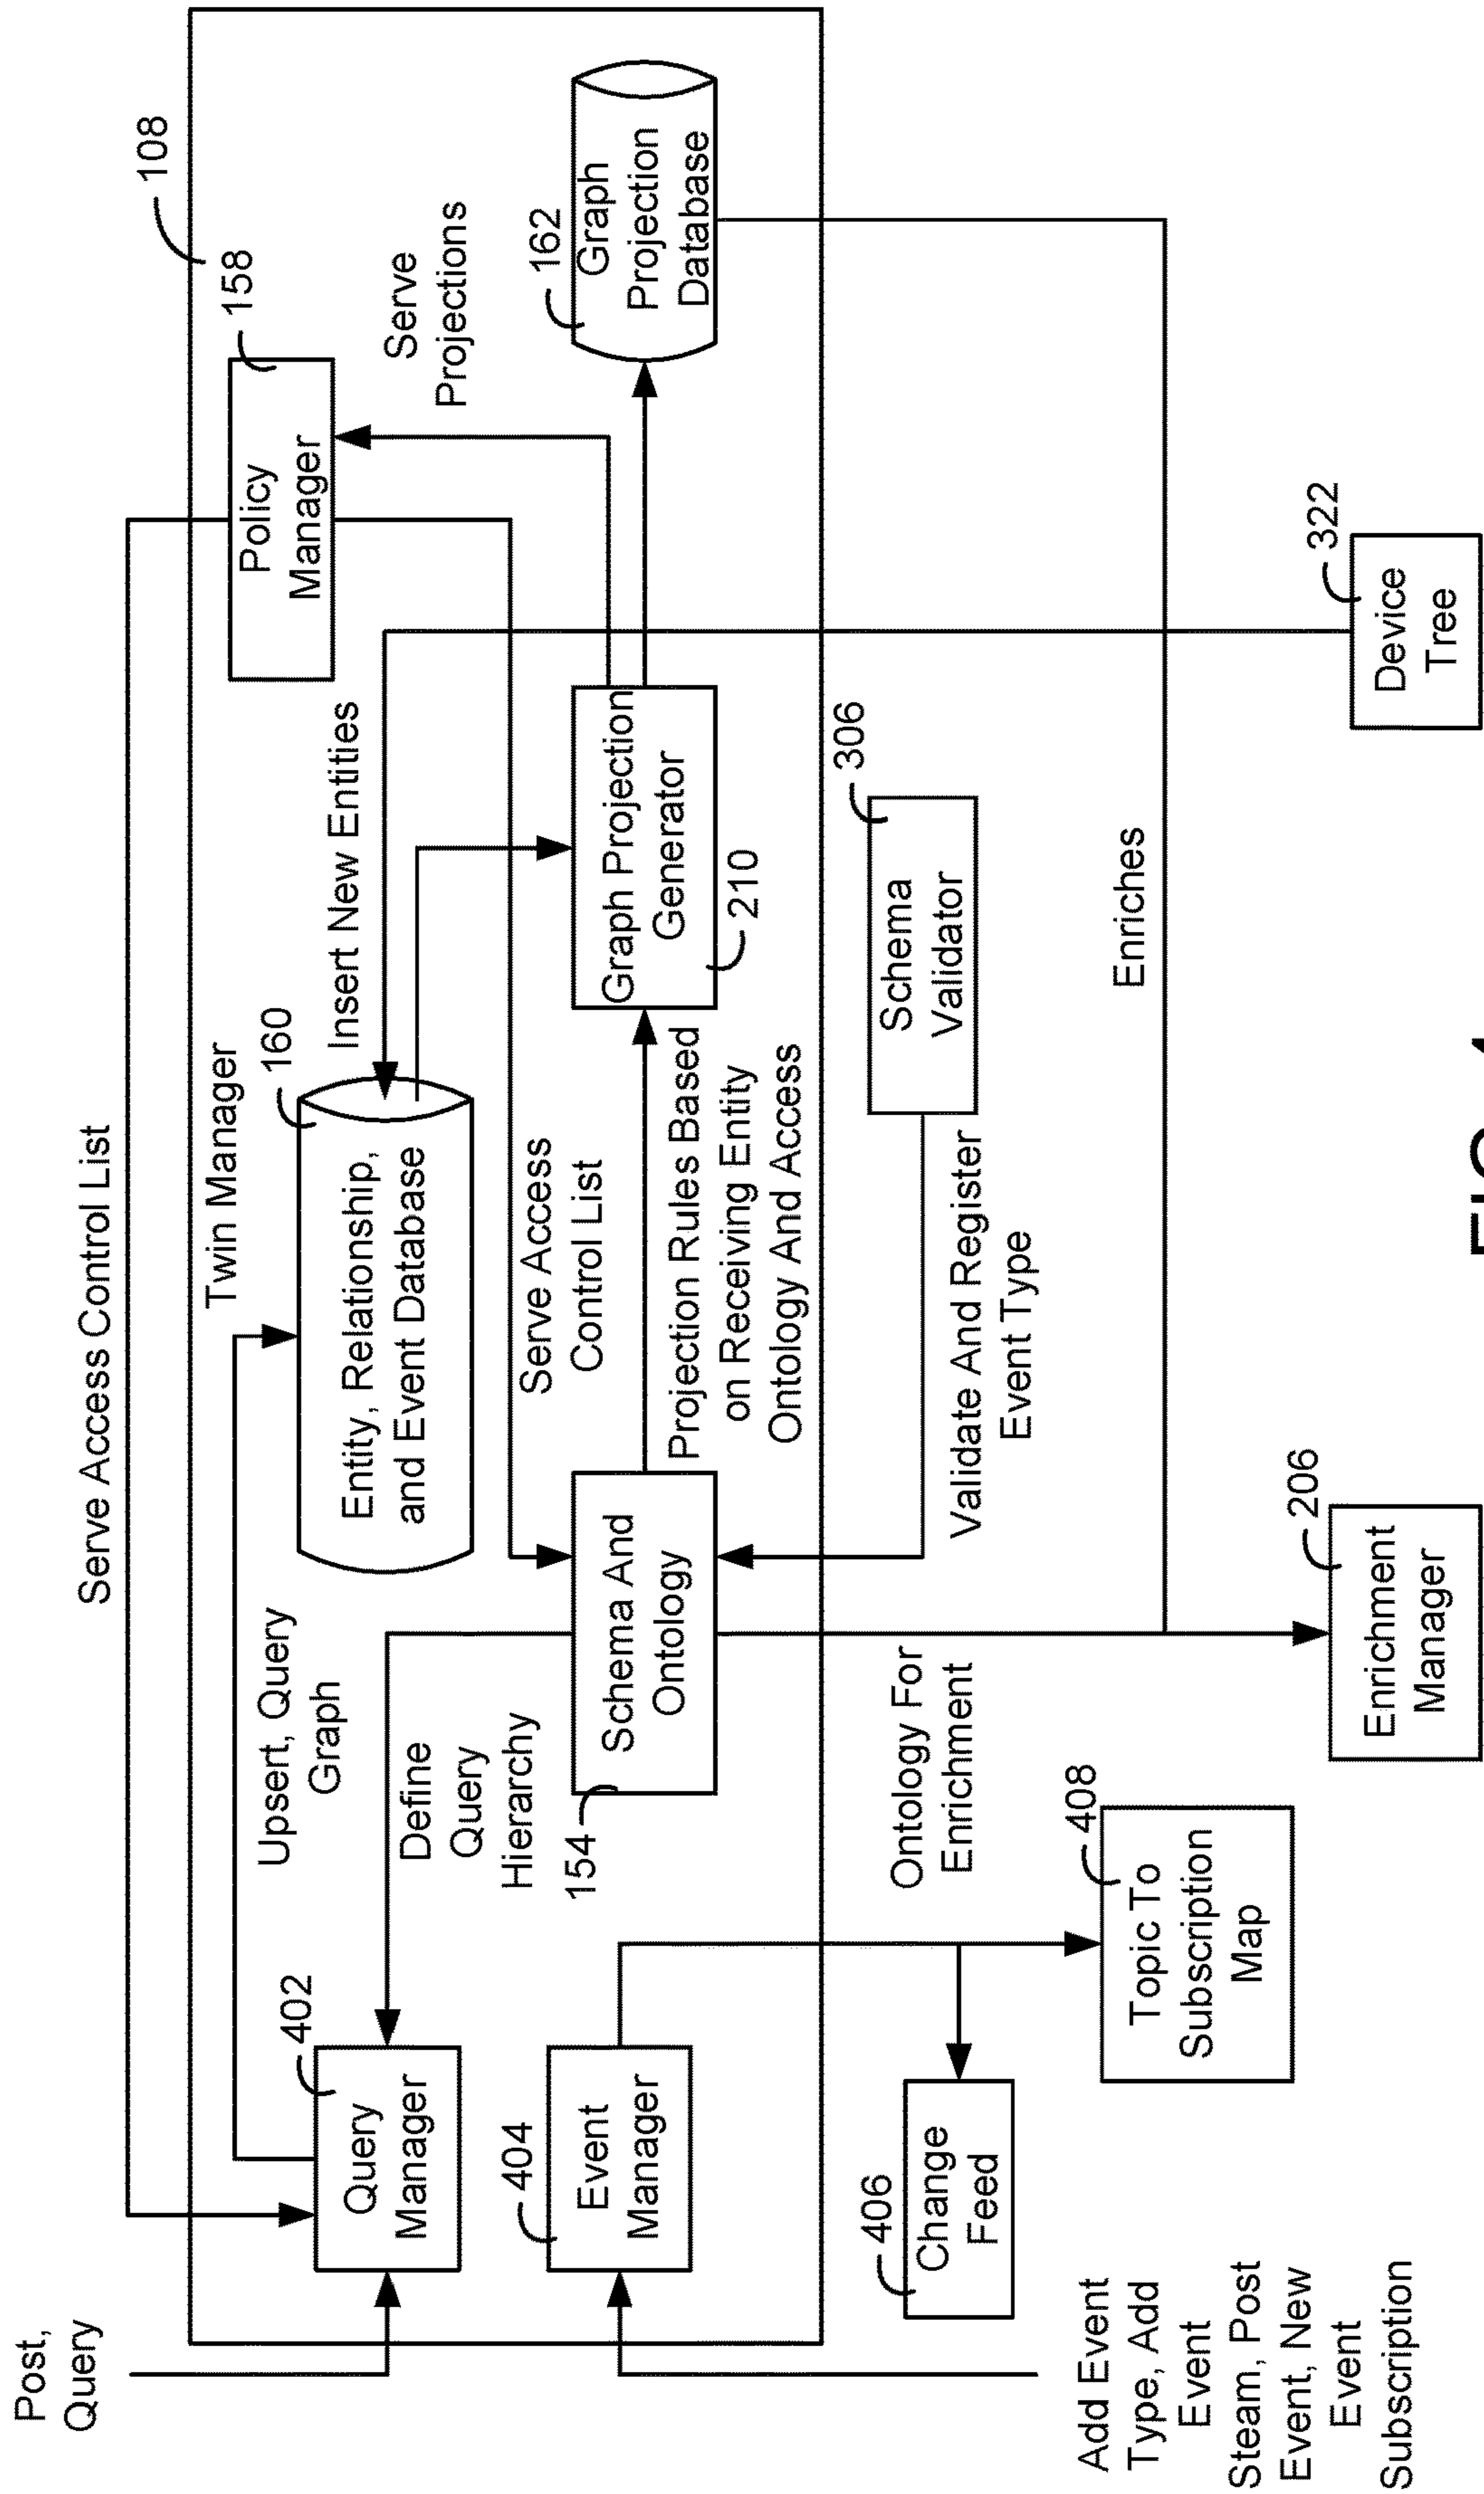 Post,
Query
Serve Access Control List
108
Twin Manager
158
Policy
Manager
Upsert, Query
Graph
160
Entity, Relationship,
and Event Database
Insert New Entities
Serve
Projections
402
Query
Manager
Define
Query
Hierarchy
Serve Access
Control List
162
Graph
Projection
Database
404
Event
Manager
154
Schema And
Ontology
Projection Rules Based
on Receiving Entity
Ontology And Access
Graph Projection
Generator
210
306
Schema
Validator
Validate And Register
Event Type
406
Change
Feed
Ontology For
Enrichment
Enriches
408
Topic To
Subscription
Map
206
Enrichment
Manager
322
Device
Tree
Add Event
Type, Add
Event
Steam, Post
Event, New
Event
Subscription